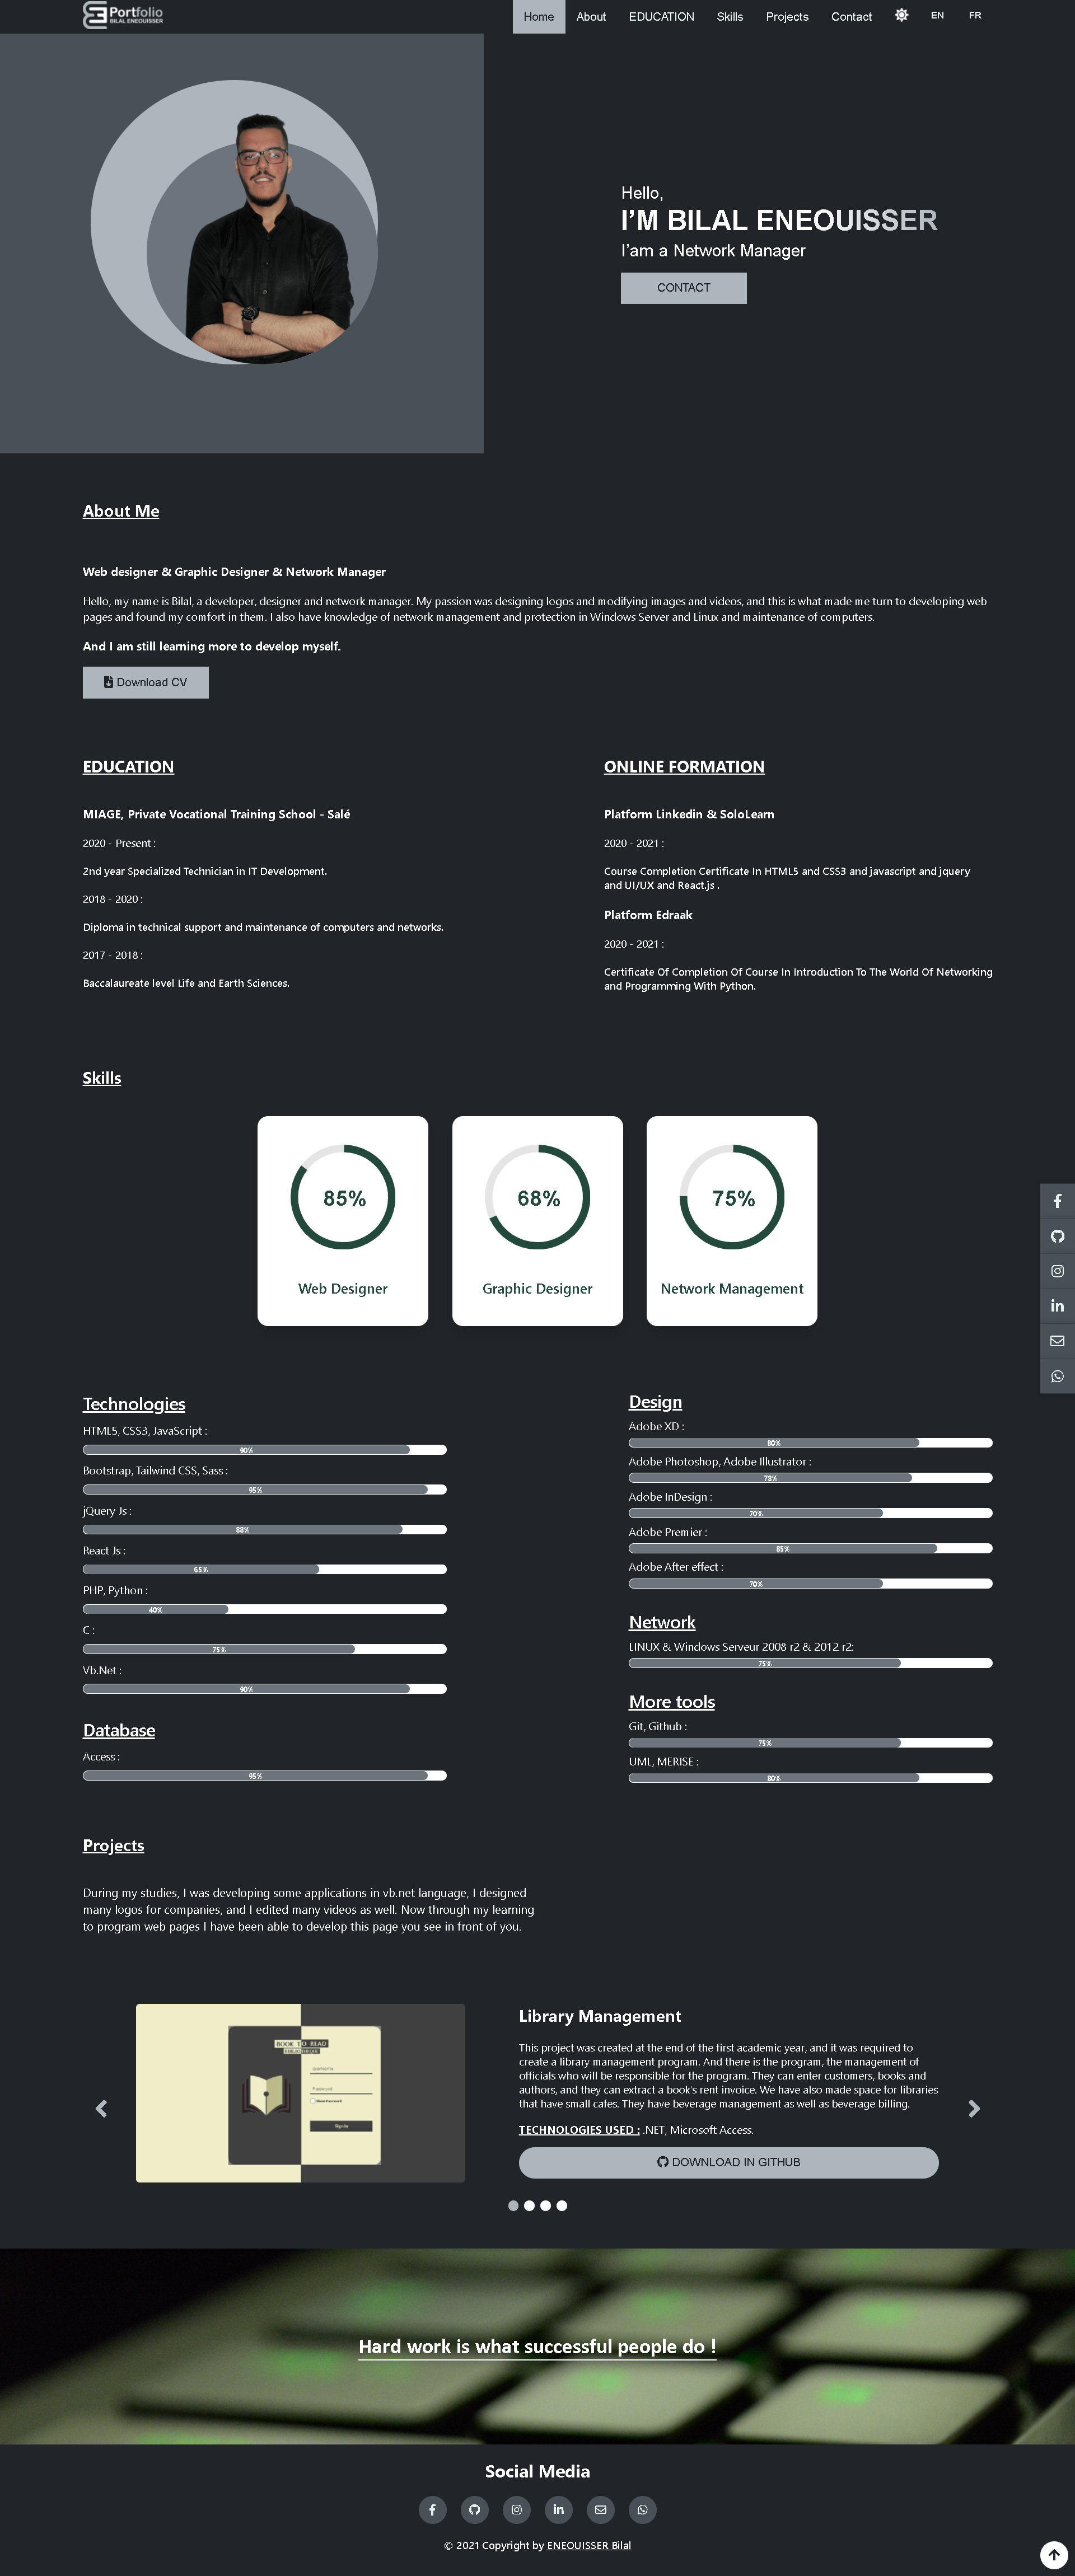 Portfolio
BILAL ENEOUISSER
Home
About
EDUCATION
Skills
Projects
Contact
EN
FR
Hello,
I'M BILAL ENEOUISSER
I'am a Network Manager
CONTACT
About Me
Web designer & Graphic Designer & Network Manager
Hello, my name is Bilal, a developer, designer and network manager. My passion was designing logos and modifying images and videos, and this is what made me turn to developing web
pages and found my comfort in them. I also have knowledge of network management and protection in Windows Server and Linux and maintenance of computers.
And I am still learning more to develop myself.
Download CV
EDUCATION
MIAGE, Private Vocational Training School - Salé
2020 - Present :
2nd year Specialized Technician in IT Development.
2018 - 2020 :
Diploma in technical support and maintenance of computers and networks.
2017 - 2018 :
Baccalaureate level Life and Earth Sciences.
ONLINE FORMATION
Platform Linkedin & SoloLearn
2020 - 2021 :
Course Completion Certificate In HTML5 and CSS3 and javascript and jquery
and UI/UX and React.js .
Platform Edraak
2020 - 2021 :
Certificate Of Completion Of Course In Introduction To The World Of Networking
and Programming With Python.
Skills
85%
Web Designer
68%
Graphic Designer
75%
Network Management
Technologies
HTML5, CSS3, JavaScript :
90%
Bootstrap, Tailwind CSS, Sass :
95%
jQuery Js :
88%
React Js :
65%
PHP, Python :
40%
C :
75%
Vb.Net :
90%
Database
Access :
95%
Design
Adobe XD :
80%
Adobe Photoshop, Adobe Illustrator :
78%
Adobe InDesign :
70%
Adobe Premier :
85%
Adobe After effect :
70%
Network
LINUX & Windows Serveur 2008 r2 & 2012 r2:
75%
More tools
Git, Github :
75%
UML, MERISE :
80%
Projects
During my studies, I was developing some applications in vb.net language, I designed
many logos for companies, and I edited many videos as well. Now through my learning
to program web pages I have been able to develop this page you see in front of you.
BOOK TO READ
Library Management
This project was created at the end of the first academic year, and it was required to
create a library management program. And there is the program, the management of
officials who will be responsible for the program. They can enter customers, books and
authors, and they can extract a book's rent invoice. We have also made space for libraries
that have small cafes. They have beverage management as well as beverage billing.
TECHNOLOGIES USED : .NET, Microsoft Access.
DOWNLOAD IN GITHUB
Hard work is what successful people do !
Social Media
© 2021 Copyright by ENEOUISSER Bilal